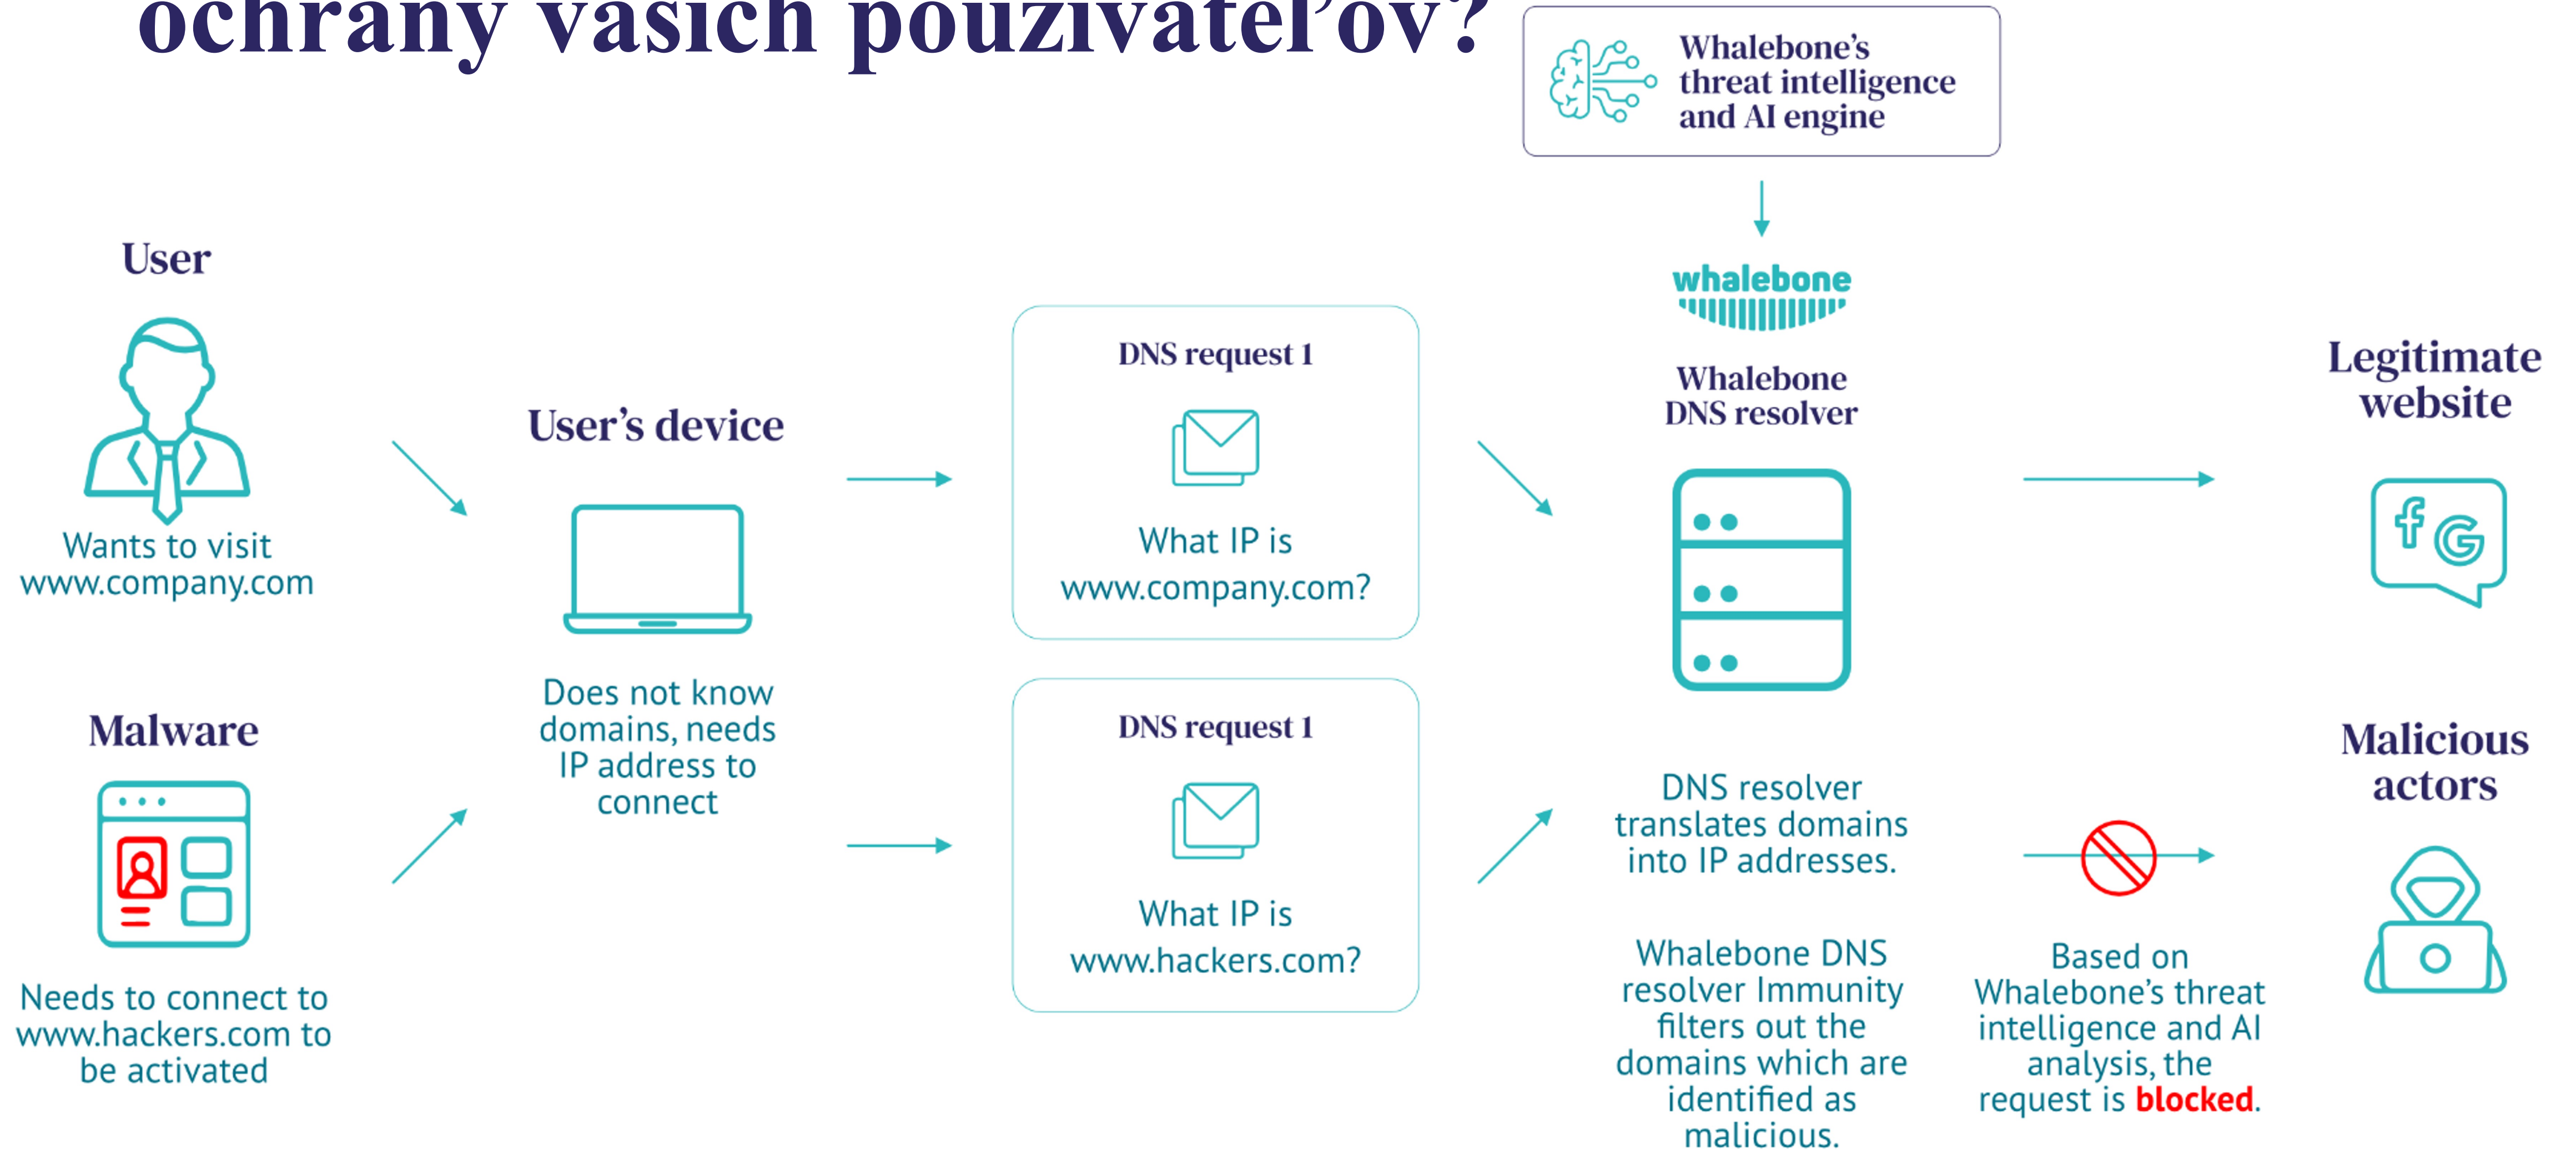 ochrany vašich používateľov?
Whalebone's
threat intelligence
and AI engine
User
Wants to visit
www.company.com
Malware
Needs to connect to
www.hackers.com to
be activated
User's device
Does not know
domains, needs
IP address to
connect
DNS request 1
What IP is
www.company.com?
DNS request 1
What IP is
www.hackers.com?
whalebone
Whalebone
DNS resolver
DNS resolver
translates domains
into IP addresses.
Whalebone DNS
resolver Immunity
filters out the
domains which are
identified as
malicious.
Legitimate
website
f G
Malicious
actors
Based on
Whalebone's threat
intelligence and AI
analysis, the
request is blocked.